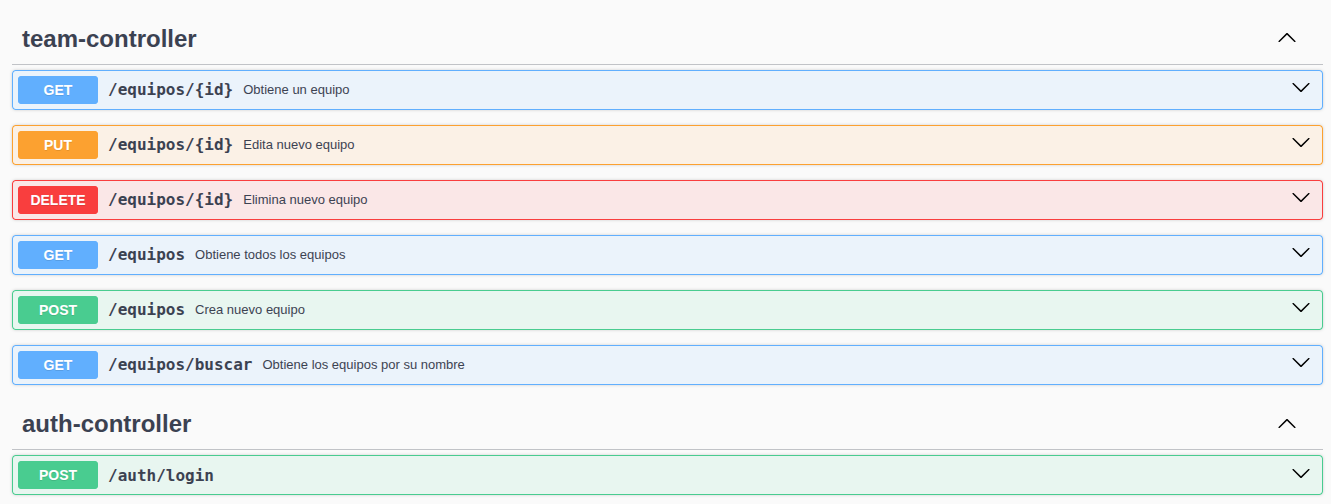 team-controller
GET /equipos/{id} Obtiene un equipo
PUT /equipos/{id} Edita nuevo equipo
DELETE /equipos/{id} Elimina nuevo equipo
GET /equipos Obtiene todos los equipos
POST /equipos Crea nuevo equipo
GET /equipos/buscar Obtiene los equipos por su nombre
auth-controller
POST /auth/login